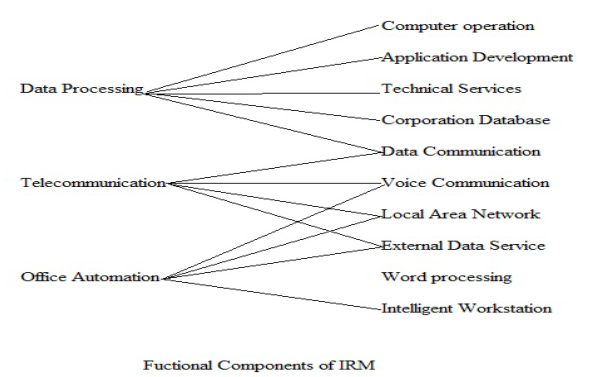 Computer operation
Application Development
Data Processing
Technical Services
Corporation Database
Data Communication
Telecommunication
Voice Communication
Local Area Network
External Data Service
Office Automation
Word processing
Intelligent Workstation
Fuctional Components of IRM